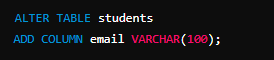 ALTER TABLE students
ADD COLUMN email VARCHAR(100);